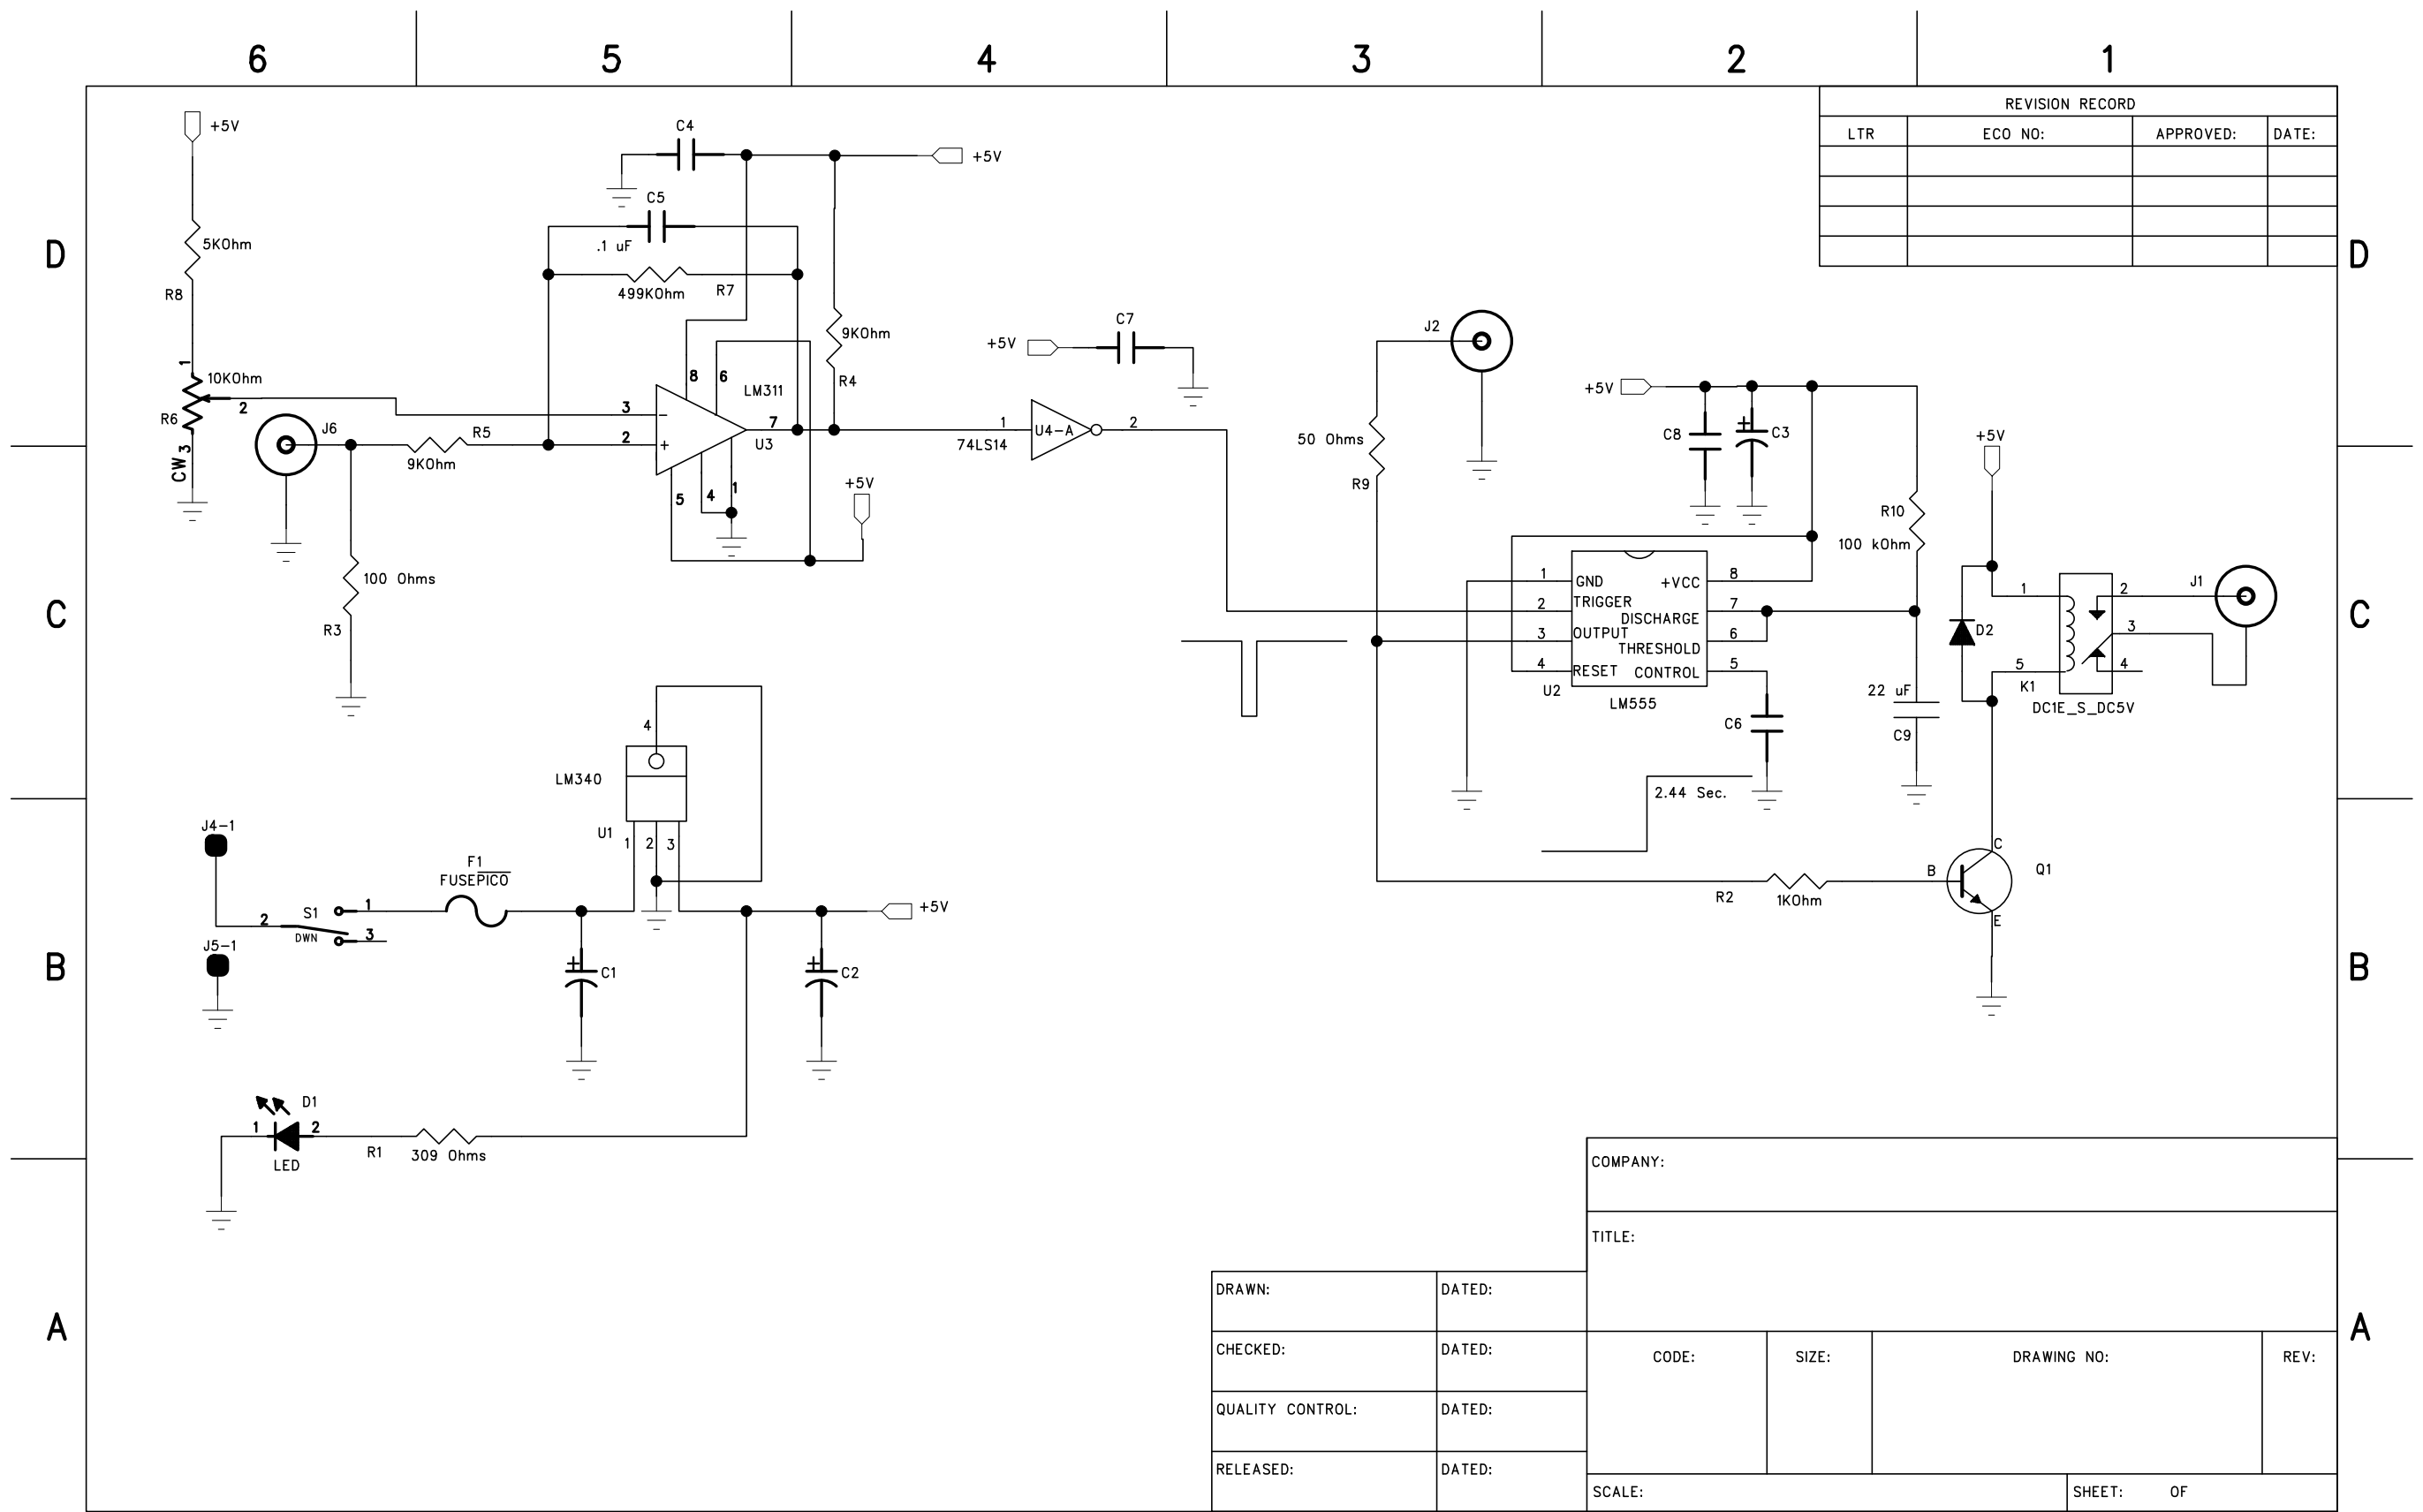 6 5 4 3 2 1
REVISION RECORD
LTR ECO NO: APPROVED: DATE:
D D
C C
B B
A A
+5V
5KOhm
R8
1
10KOhm
2
R6
CW 3
J6
R5
9KOhm
100 Ohms
R3
C4
+5V
C5
.1 uF
499KOhm R7
9KOhm
R4
8 6 LM311
3 -
2 +
7
U3
5 4 1
+5V
+5V C7
1 U4-A 2
74LS14
J2
50 Ohms
R9
+5V
C8 + C3
R10
100 kOhm
1 GND +VCC 8
2 TRIGGER
DISCHARGE 7
3 OUTPUT
THRESHOLD 6
4 RESET CONTROL 5
U2
LM555
C6
22 uF
C9
2.44 Sec.
+5V
D2
1 2 J1
3
5 4
K1
DC1E_S_DC5V
C
B Q1
E
R2 1KOhm
4
LM340
U1 1 2 3
J4-1
F1
FUSEPICO
S1 1
2
DWN 3
J5-1
+ C1
+ C2
+5V
D1
1 2
LED
R1 309 Ohms
COMPANY:
TITLE:
DRAWN: DATED:
CHECKED: DATED:
QUALITY CONTROL: DATED:
RELEASED: DATED:
CODE: SIZE: DRAWING NO: REV:
SCALE: SHEET: OF